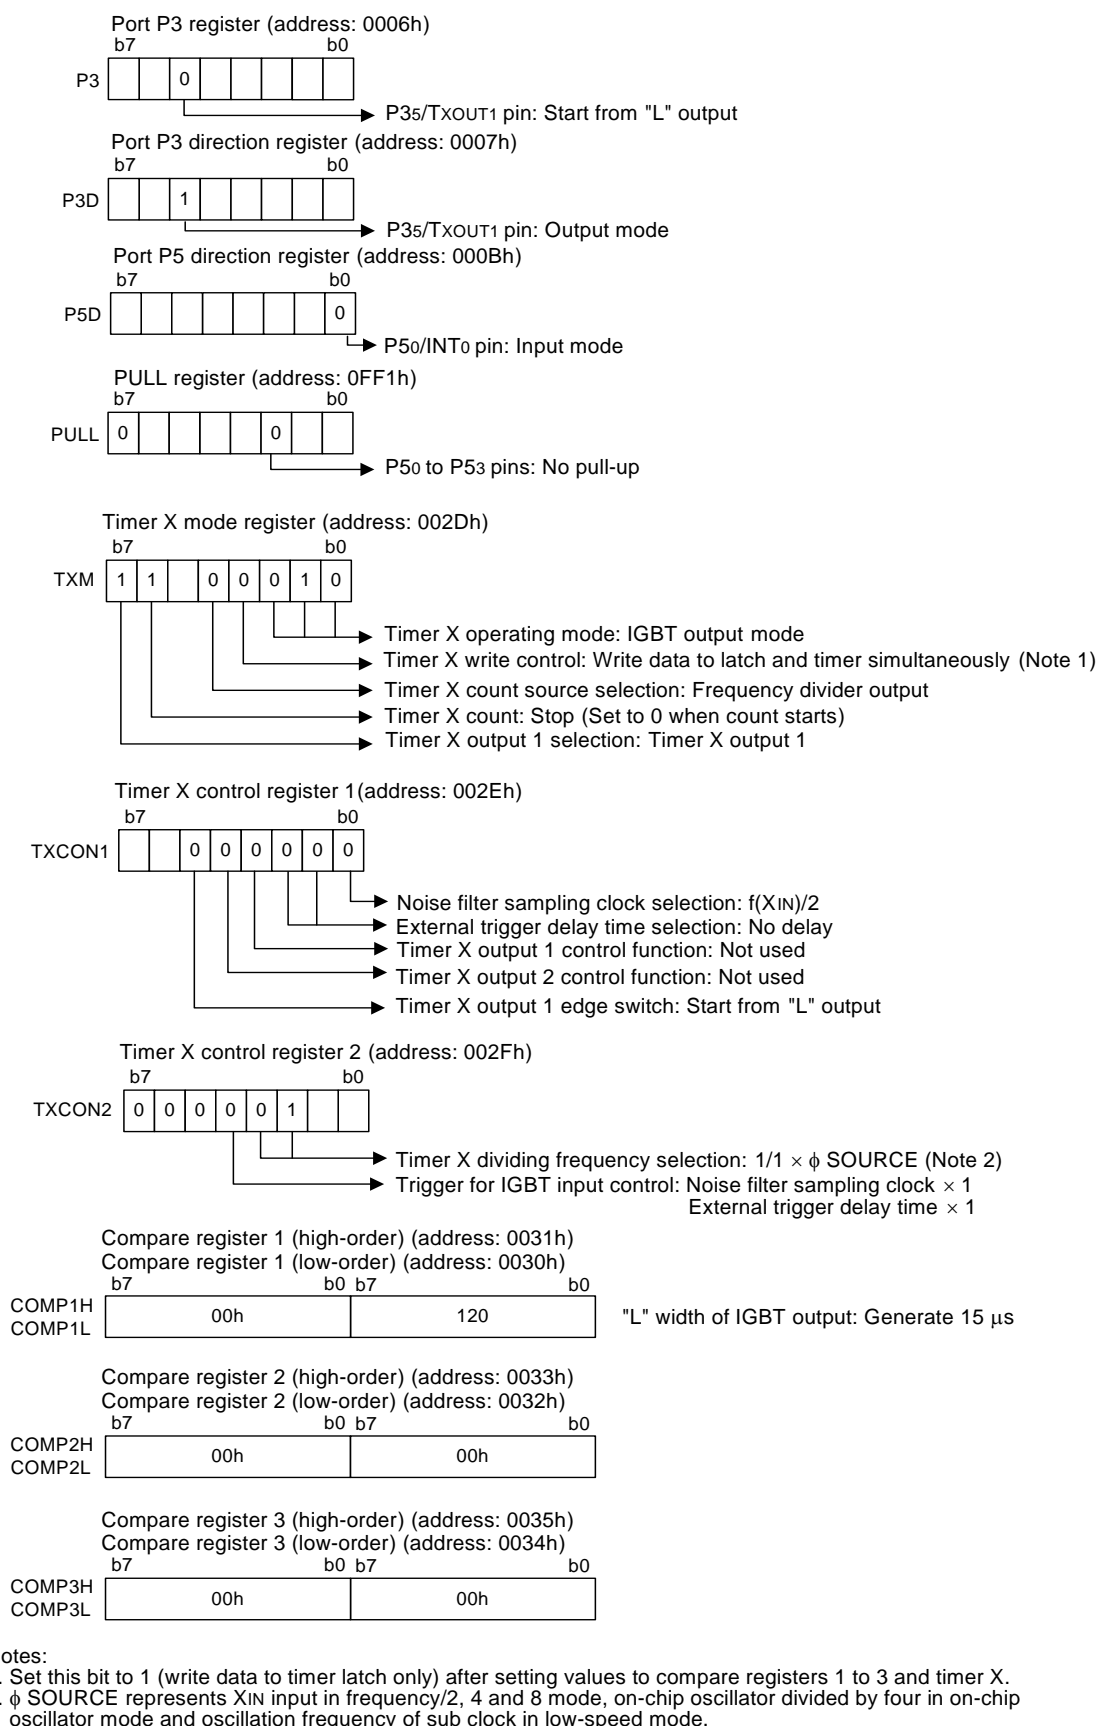 Port P3 register (address: 0006h)
b7 b0
P3 0
P35/TXOUT1 pin: Start from "L" output
Port P3 direction register (address: 0007h)
b7 b0
P3D 1
P35/TXOUT1 pin: Output mode
Port P5 direction register (address: 000Bh)
b7 b0
P5D 0
P50/INT0 pin: Input mode
PULL register (address: 0FF1h)
b7 b0
PULL 0 0
P50 to P53 pins: No pull-up
Timer X mode register (address: 002Dh)
b7 b0
TXM 1 1 0 0 0 1 0
Timer X operating mode: IGBT output mode
Timer X write control: Write data to latch and timer simultaneously (Note 1)
Timer X count source selection: Frequency divider output
Timer X count: Stop (Set to 0 when count starts)
Timer X output 1 selection: Timer X output 1
Timer X control register 1(address: 002Eh)
b7 b0
TXCON1 0 0 0 0 0 0
Noise filter sampling clock selection: f(XIN)/2
External trigger delay time selection: No delay
Timer X output 1 control function: Not used
Timer X output 2 control function: Not used
Timer X output 1 edge switch: Start from "L" output
Timer X control register 2 (address: 002Fh)
b7 b0
TXCON2 0 0 0 0 0 1
Timer X dividing frequency selection: 1/1 × ϕ SOURCE (Note 2)
Trigger for IGBT input control: Noise filter sampling clock × 1
External trigger delay time × 1
Compare register 1 (high-order) (address: 0031h)
Compare register 1 (low-order) (address: 0030h)
b7 b0 b7 b0
COMP1H
COMP1L
00h 120 "L" width of IGBT output: Generate 15 μs
Compare register 2 (high-order) (address: 0033h)
Compare register 2 (low-order) (address: 0032h)
b7 b0 b7 b0
COMP2H
COMP2L
00h 00h
Compare register 3 (high-order) (address: 0035h)
Compare register 3 (low-order) (address: 0034h)
b7 b0 b7 b0
COMP3H
COMP3L
00h 00h
otes:
. Set this bit to 1 (write data to timer latch only) after setting values to compare registers 1 to 3 and timer X.
. ϕ SOURCE represents XIN input in frequency/2, 4 and 8 mode, on-chip oscillator divided by four in on-chip
oscillator mode and oscillation frequency of sub clock in low-speed mode.